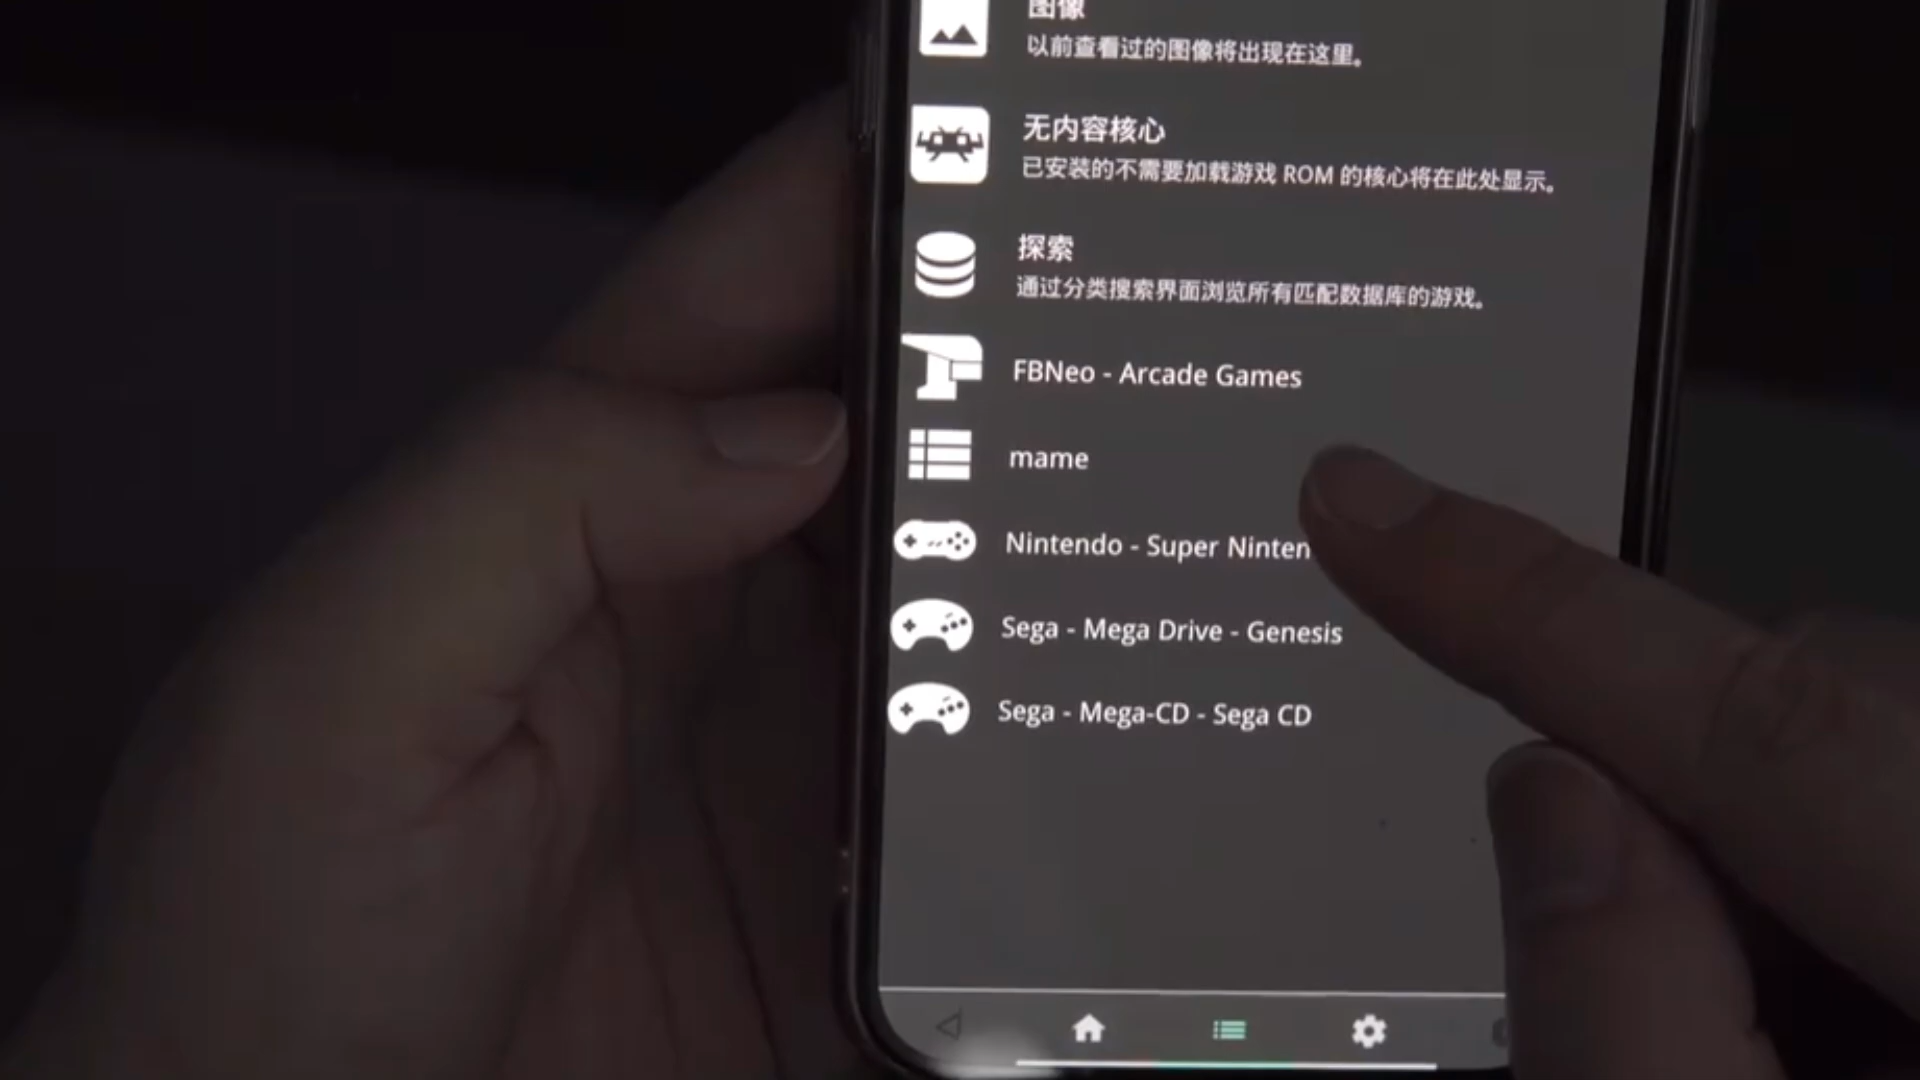 图像
以前查看过的图像将出现在这里。
无内容核心
已安装的不需要加载游戏 ROM 的核心将在此处显示。
探索
通过分类搜索界面浏览所有匹配数据库的游戏。
FBNeo - Arcade Games
mame
Nintendo - Super Ninten
Sega - Mega Drive - Genesis
Sega - Mega-CD - Sega CD